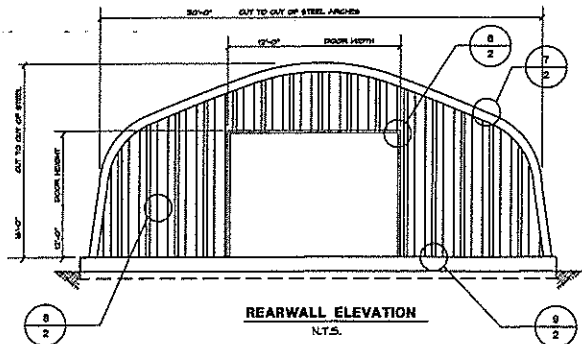 30'-0" OUT TO OUT OF STEEL ARCHES
12'-0" DOOR WIDTH
6
2
7
2
OUT TO OUT OF STEEL
DOOR HEIGHT
12'-0"
8
2
REARWALL ELEVATION
N.T.S.
9
2